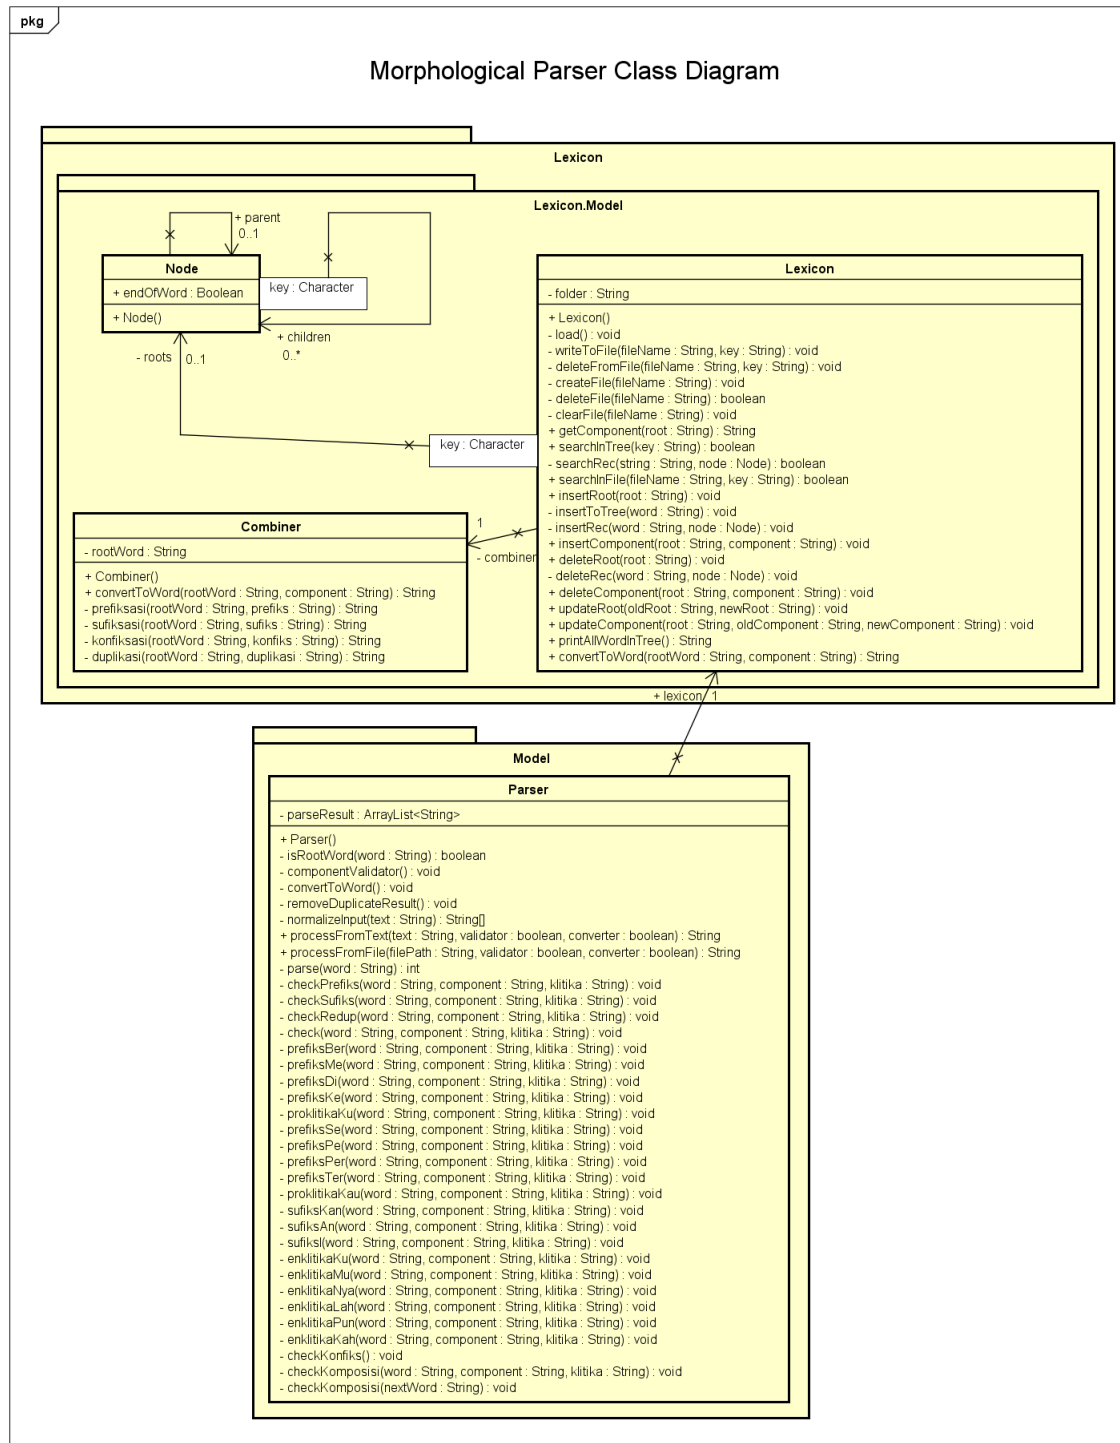 pkg
Morphological Parser Class Diagram
Lexicon
Lexicon.Model
+ parent
0..1
Node
+ endOfWord : Boolean
+ Node()
key : Character
+ children
0..*
- roots
0..1
key : Character
Lexicon
- folder : String
+ Lexicon()
- load() : void
- writeToFile(fileName : String, key : String) : void
- deleteFromFile(fileName : String, key : String) : void
- createFile(fileName : String) : void
- deleteFile(fileName : String) : boolean
- clearFile(fileName : String) : void
+ getComponent(root : String) : String
+ searchInTree(key : String) : boolean
- searchRec(string : String, node : Node) : boolean
+ searchInFile(fileName : String, key : String) : boolean
+ insertRoot(root : String) : void
- insertToTree(word : String) : void
- insertRec(word : String, node : Node) : void
+ insertComponent(root : String, component : String) : void
+ deleteRoot(root : String) : void
- deleteRec(word : String, node : Node) : void
+ deleteComponent(root : String, component : String) : void
+ updateRoot(oldRoot : String, newRoot : String) : void
+ updateComponent(root : String, oldComponent : String, newComponent : String) : void
+ printAllWordInTree() : String
+ convertToWord(rootWord : String, component : String) : String
1
- combiner
Combiner
- rootWord : String
+ Combiner()
+ convertToWord(rootWord : String, component : String) : String
- prefiksasi(rootWord : String, prefiks : String) : String
- sufiksasi(rootWord : String, sufiks : String) : String
- konfiksasi(rootWord : String, konfiks : String) : String
- duplikasi(rootWord : String, duplikasi : String) : String
+ lexicon 1
Model
Parser
- parseResult : ArrayList<String>
+ Parser()
- isRootWord(word : String) : boolean
- componentValidator() : void
- convertToWord() : void
- removeDuplicateResult() : void
- normalizeInput(text : String) : String[]
+ processFromText(text : String, validator : boolean, converter : boolean) : String
+ processFromFile(filePath : String, validator : boolean, converter : boolean) : String
- parse(word : String) : int
- checkPrefiks(word : String, component : String, klitika : String) : void
- checkSufiks(word : String, component : String, klitika : String) : void
- checkRedup(word : String, component : String, klitika : String) : void
- check(word : String, component : String, klitika : String) : void
- prefiksBer(word : String, component : String, klitika : String) : void
- prefiksMe(word : String, component : String, klitika : String) : void
- prefiksDi(word : String, component : String, klitika : String) : void
- prefiksKe(word : String, component : String, klitika : String) : void
- proklitikaKu(word : String, component : String, klitika : String) : void
- prefiksSe(word : String, component : String, klitika : String) : void
- prefiksPe(word : String, component : String, klitika : String) : void
- prefiksPer(word : String, component : String, klitika : String) : void
- prefiksTer(word : String, component : String, klitika : String) : void
- proklitikaKau(word : String, component : String, klitika : String) : void
- sufiksKan(word : String, component : String, klitika : String) : void
- sufiksAn(word : String, component : String, klitika : String) : void
- sufiksI(word : String, component : String, klitika : String) : void
- enklitikaKu(word : String, component : String, klitika : String) : void
- enklitikaMu(word : String, component : String, klitika : String) : void
- enklitikaNya(word : String, component : String, klitika : String) : void
- enklitikaLah(word : String, component : String, klitika : String) : void
- enklitikaPun(word : String, component : String, klitika : String) : void
- enklitikaKah(word : String, component : String, klitika : String) : void
- checkKonfiks() : void
- checkKomposisi(word : String, component : String, klitika : String) : void
- checkKomposisi(nextWord : String) : void